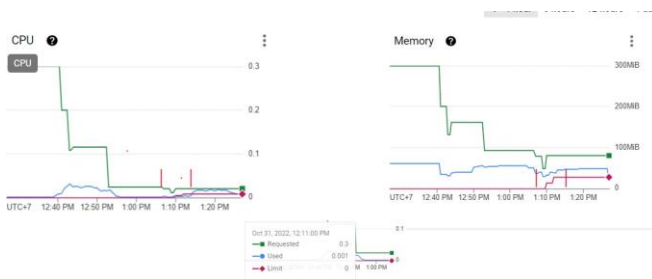 CPU
CPU
0.3
0.2
0.1
0
UTC+7 12:40 PM 12:50 PM 1:00 PM 1:10 PM 1:20 PM
Memory
300MiB
200MiB
100MiB
0
UTC+7 12:40 PM 12:50 PM 1:00 PM 1:10 PM 1:20 PM
Oct 31, 2022, 12:11:00 PM
Requested 0.3
Used 0.001
Limit 0
0.1
0
M 1:00 PM